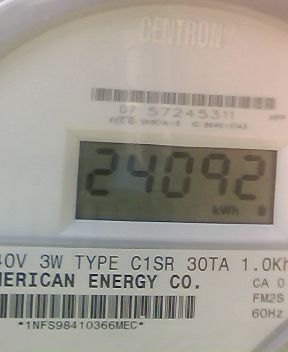 CENTRON®
07 57245311
24092
kWh
40V 3W TYPE C1SR 30TA 1.0Kh
MERICAN ENERGY CO.
CA 0
FM2S
60Hz
*1NFS98410366MEC*